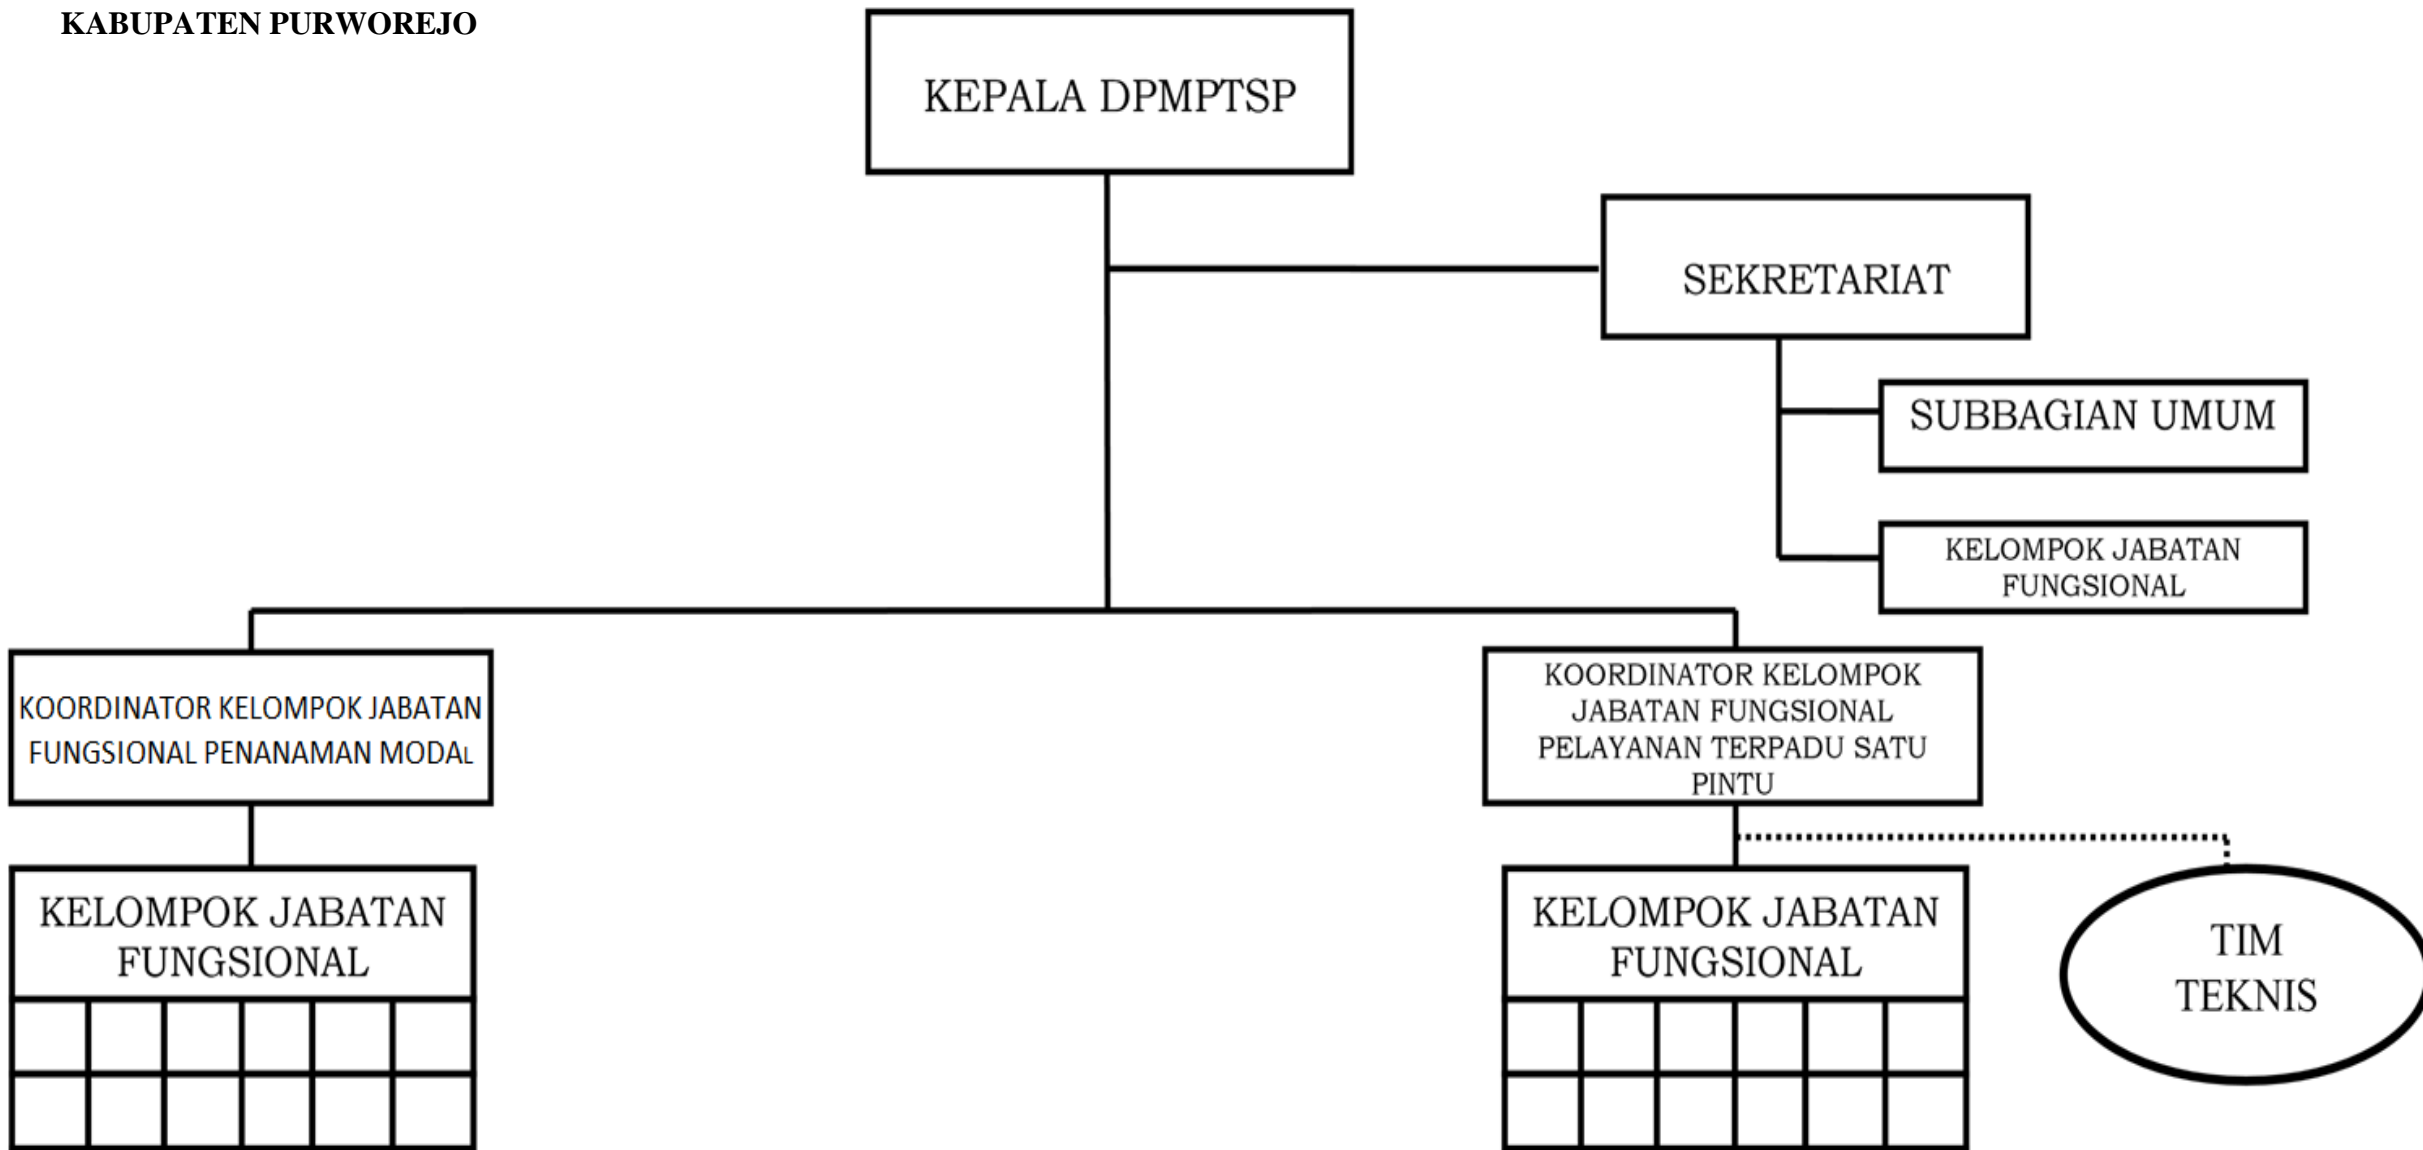 KABUPATEN PURWOREJO
KEPALA DPMPTSP
SEKRETARIAT
SUBBAGIAN UMUM
KELOMPOK JABATAN
FUNGSIONAL
KOORDINATOR KELOMPOK JABATAN
FUNGSIONAL PENANAMAN MODAL
KOORDINATOR KELOMPOK
JABATAN FUNGSIONAL
PELAYANAN TERPADU SATU
PINTU
KELOMPOK JABATAN
FUNGSIONAL
KELOMPOK JABATAN
FUNGSIONAL
TIM
TEKNIS